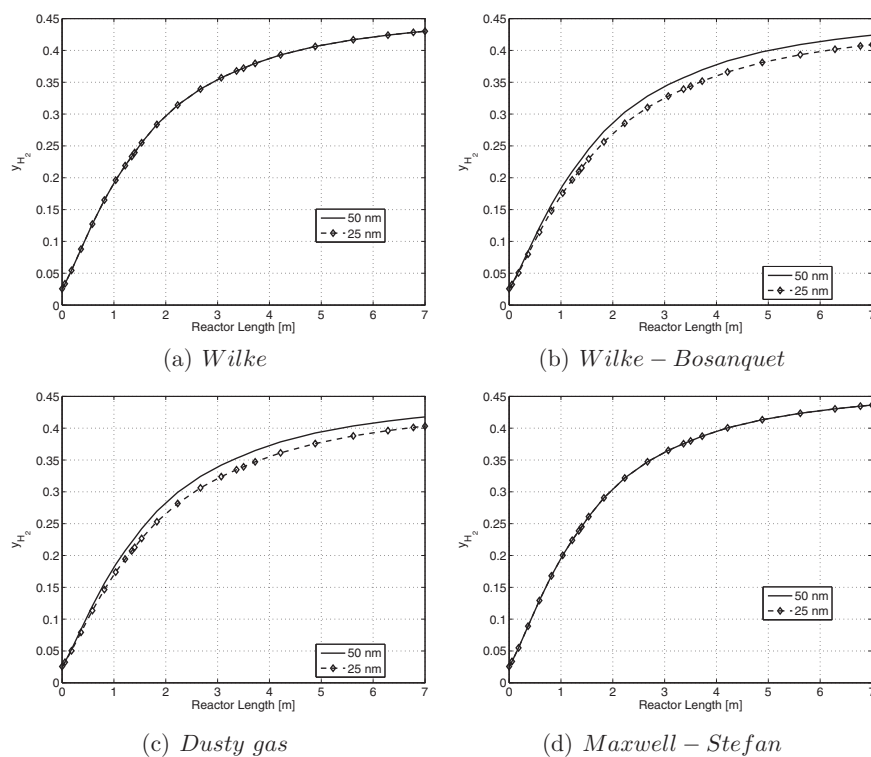 0.45
0.4
0.35
0.3
0.25
0.2
0.15
0.1
0.05
0
y_H2
50 nm
25 nm
0 1 2 3 4 5 6 7
Reactor Length [m]
(a) Wilke
0.45
0.4
0.35
0.3
0.25
0.2
0.15
0.1
0.05
0
y_H2
50 nm
25 nm
0 1 2 3 4 5 6 7
Reactor Length [m]
(b) Wilke – Bosanquet
0.45
0.4
0.35
0.3
0.25
0.2
0.15
0.1
0.05
0
y_H2
50 nm
25 nm
0 1 2 3 4 5 6 7
Reactor Length [m]
(c) Dusty gas
0.45
0.4
0.35
0.3
0.25
0.2
0.15
0.1
0.05
0
y_H2
50 nm
25 nm
0 1 2 3 4 5 6 7
Reactor Length [m]
(d) Maxwell – Stefan